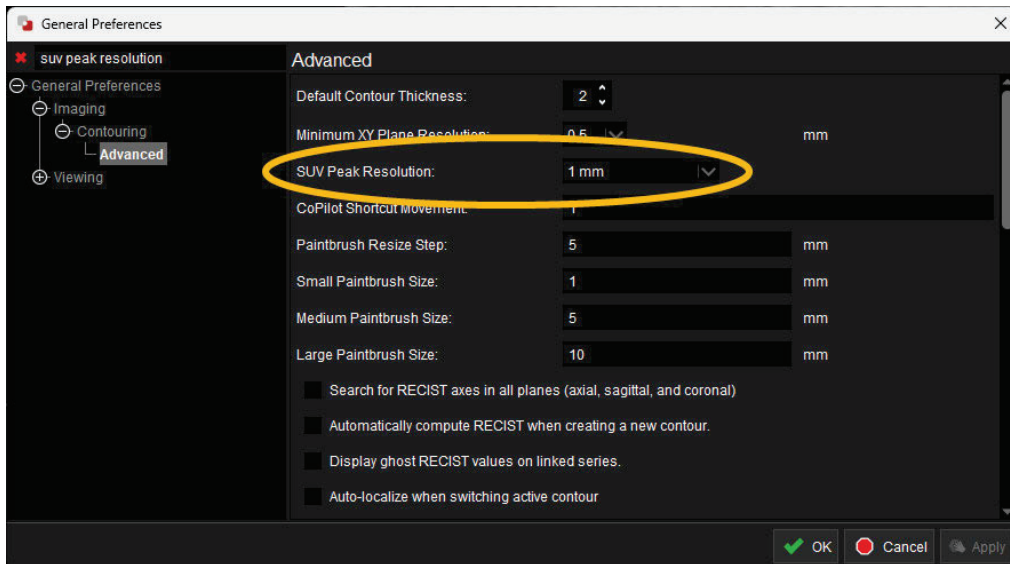 General Preferences
suv peak resolution
General Preferences
Imaging
Contouring
Advanced
Viewing
Advanced
Default Contour Thickness: 2
Minimum XY Plane Resolution: 0.5 mm
SUV Peak Resolution: 1 mm
CoPilot Shortcut Movement: 1
Paintbrush Resize Step: 5 mm
Small Paintbrush Size: 1 mm
Medium Paintbrush Size: 5 mm
Large Paintbrush Size: 10 mm
Search for RECIST axes in all planes (axial, sagittal, and coronal)
Automatically compute RECIST when creating a new contour.
Display ghost RECIST values on linked series.
Auto-localize when switching active contour
OK Cancel Apply